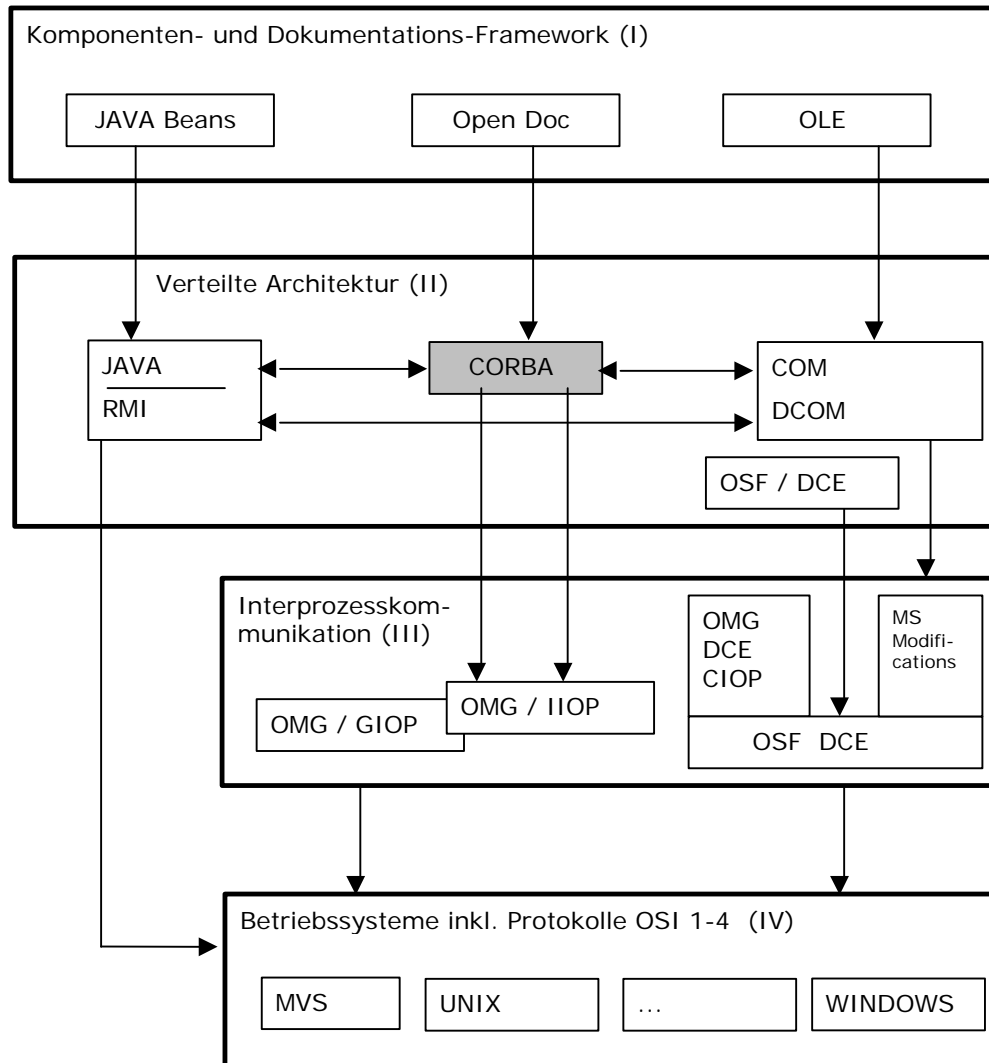 Komponenten- und Dokumentations-Framework (I)
JAVA Beans
Open Doc
OLE
Verteilte Architektur (II)
JAVA
RMI
CORBA
COM
DCOM
OSF / DCE
Interprozesskom-
munikation (III)
OMG / GIOP
OMG / IIOP
OMG
DCE
CIOP
MS
Modifi-
cations
OSF DCE
Betriebssysteme inkl. Protokolle OSI 1-4 (IV)
MVS
UNIX
...
WINDOWS